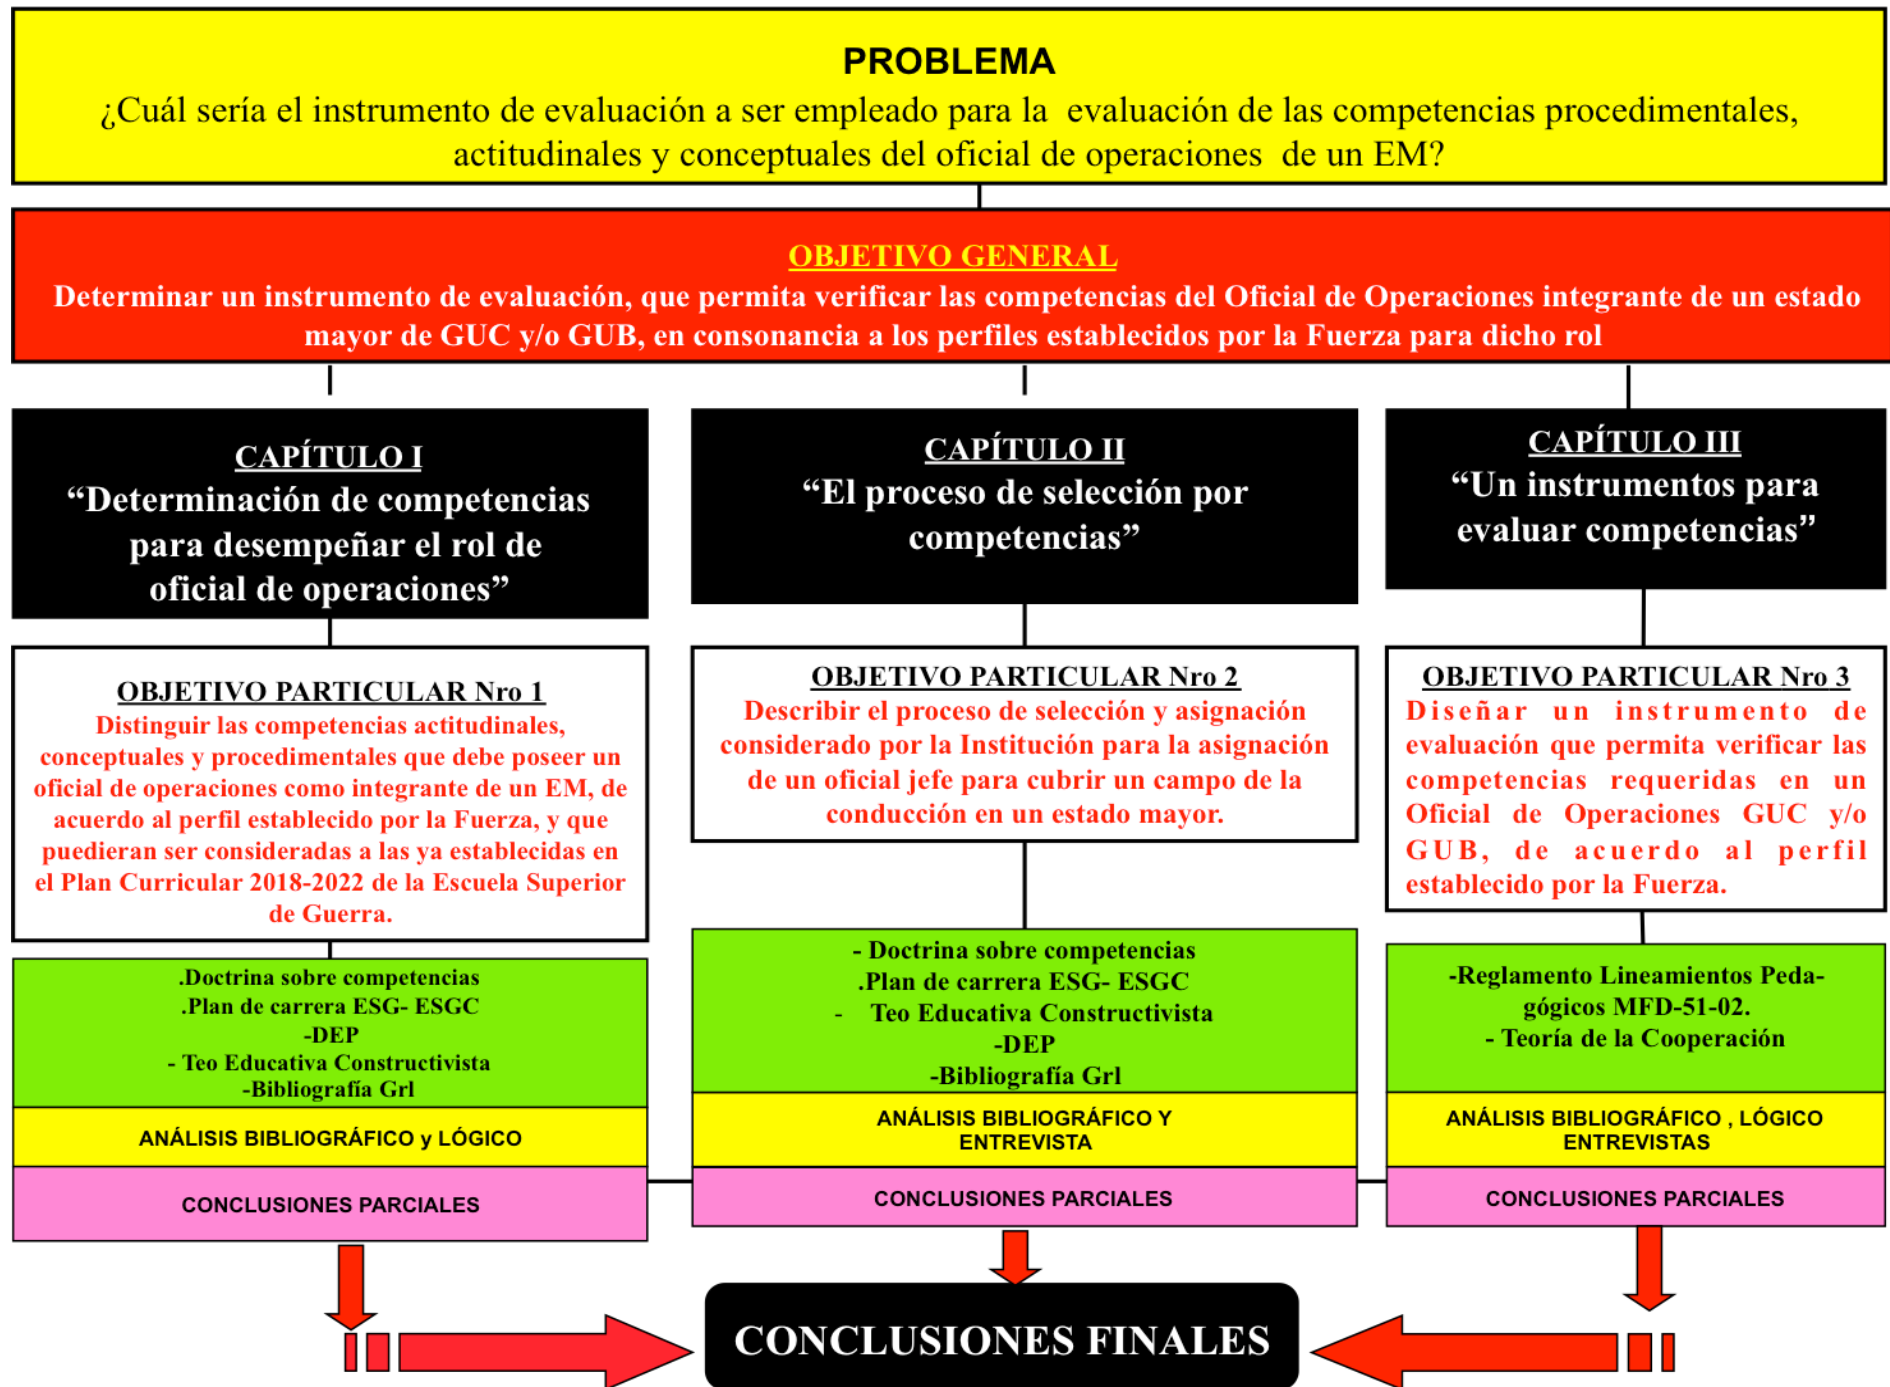 PROBLEMA
¿Cuál sería el instrumento de evaluación a ser empleado para la evaluación de las competencias procedimentales,
actitudinales y conceptuales del oficial de operaciones de un EM?
OBJETIVO GENERAL
Determinar un instrumento de evaluación, que permita verificar las competencias del Oficial de Operaciones integrante de un estado
mayor de GUC y/o GUB, en consonancia a los perfiles establecidos por la Fuerza para dicho rol
CAPÍTULO I
“Determinación de competencias
para desempeñar el rol de
oficial de operaciones”
CAPÍTULO II
“El proceso de selección por
competencias”
CAPÍTULO III
“Un instrumentos para
evaluar competencias”
OBJETIVO PARTICULAR Nro 1
Distinguir las competencias actitudinales,
conceptuales y procedimentales que debe poseer un
oficial de operaciones como integrante de un EM, de
acuerdo al perfil establecido por la Fuerza, y que
puedieran ser consideradas a las ya establecidas en
el Plan Curricular 2018-2022 de la Escuela Superior
de Guerra.
OBJETIVO PARTICULAR Nro 2
Describir el proceso de selección y asignación
considerado por la Institución para la asignación
de un oficial jefe para cubrir un campo de la
conducción en un estado mayor.
OBJETIVO PARTICULAR Nro 3
Diseñar un instrumento de
evaluación que permita verificar las
competencias requeridas en un
Oficial de Operaciones GUC y/o
GUB, de acuerdo al perfil
establecido por la Fuerza.
.Doctrina sobre competencias
.Plan de carrera ESG- ESGC
-DEP
- Teo Educativa Constructivista
-Bibliografía Grl
- Doctrina sobre competencias
.Plan de carrera ESG- ESGC
- Teo Educativa Constructivista
-DEP
-Bibliografía Grl
-Reglamento Lineamientos Peda-
gógicos MFD-51-02.
- Teoría de la Cooperación
ANÁLISIS BIBLIOGRÁFICO y LÓGICO
ANÁLISIS BIBLIOGRÁFICO Y
ENTREVISTA
ANÁLISIS BIBLIOGRÁFICO , LÓGICO
ENTREVISTAS
CONCLUSIONES PARCIALES
CONCLUSIONES PARCIALES
CONCLUSIONES PARCIALES
CONCLUSIONES FINALES